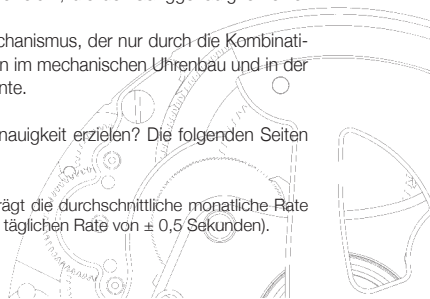 chanismus, der nur durch die Kombinati-
n im mechanischen Uhrenbau und in der
nte.
nauigkeit erzielen? Die folgenden Seiten
rägt die durchschnittliche monatliche Rate
täglichen Rate von ± 0,5 Sekunden).